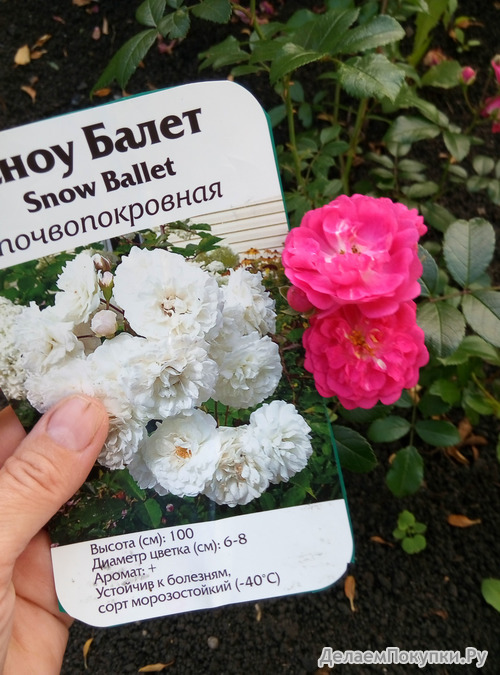 ноу Балет
Snow Ballet
почвопокровная
Высота (см): 100
Диаметр цветка (см): 6-8
Аромат: +
Устойчив к болезням,
сорт морозостойкий (-40°C)
ДелаемПокупки.Ру